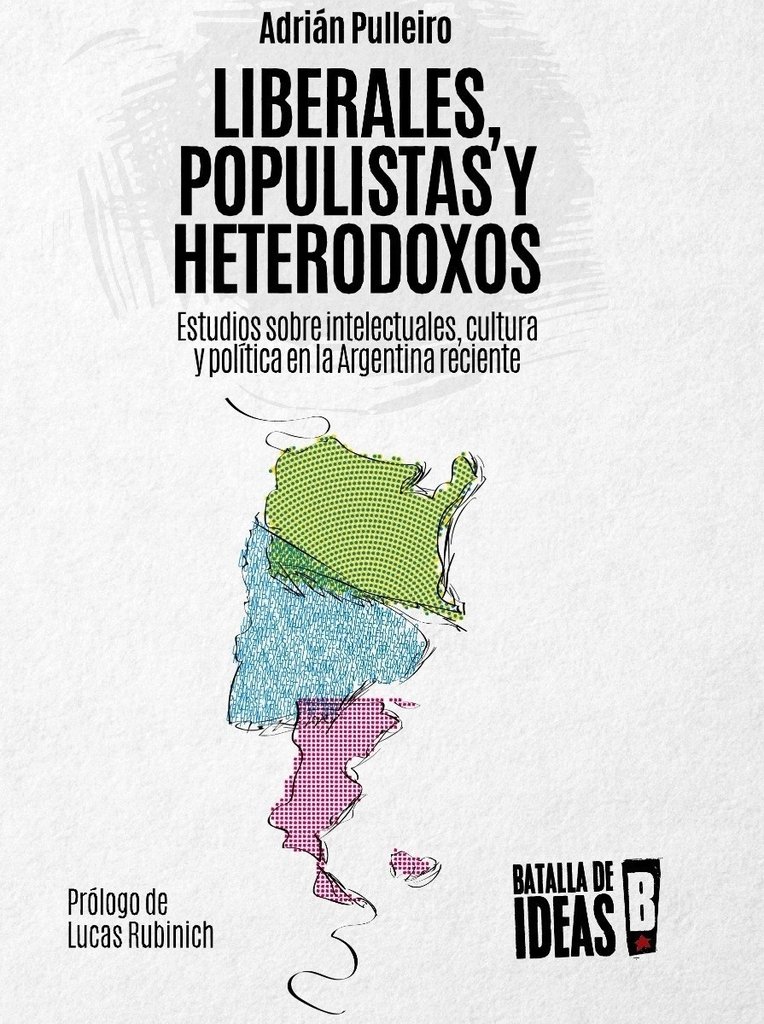 Adrián Pulleiro
LIBERALES,
POPULISTAS Y
HETERODOXOS
Estudios sobre intelectuales, cultura
y política en la Argentina reciente
Prólogo de
Lucas Rubinich
BATALLA DE
IDEAS
B